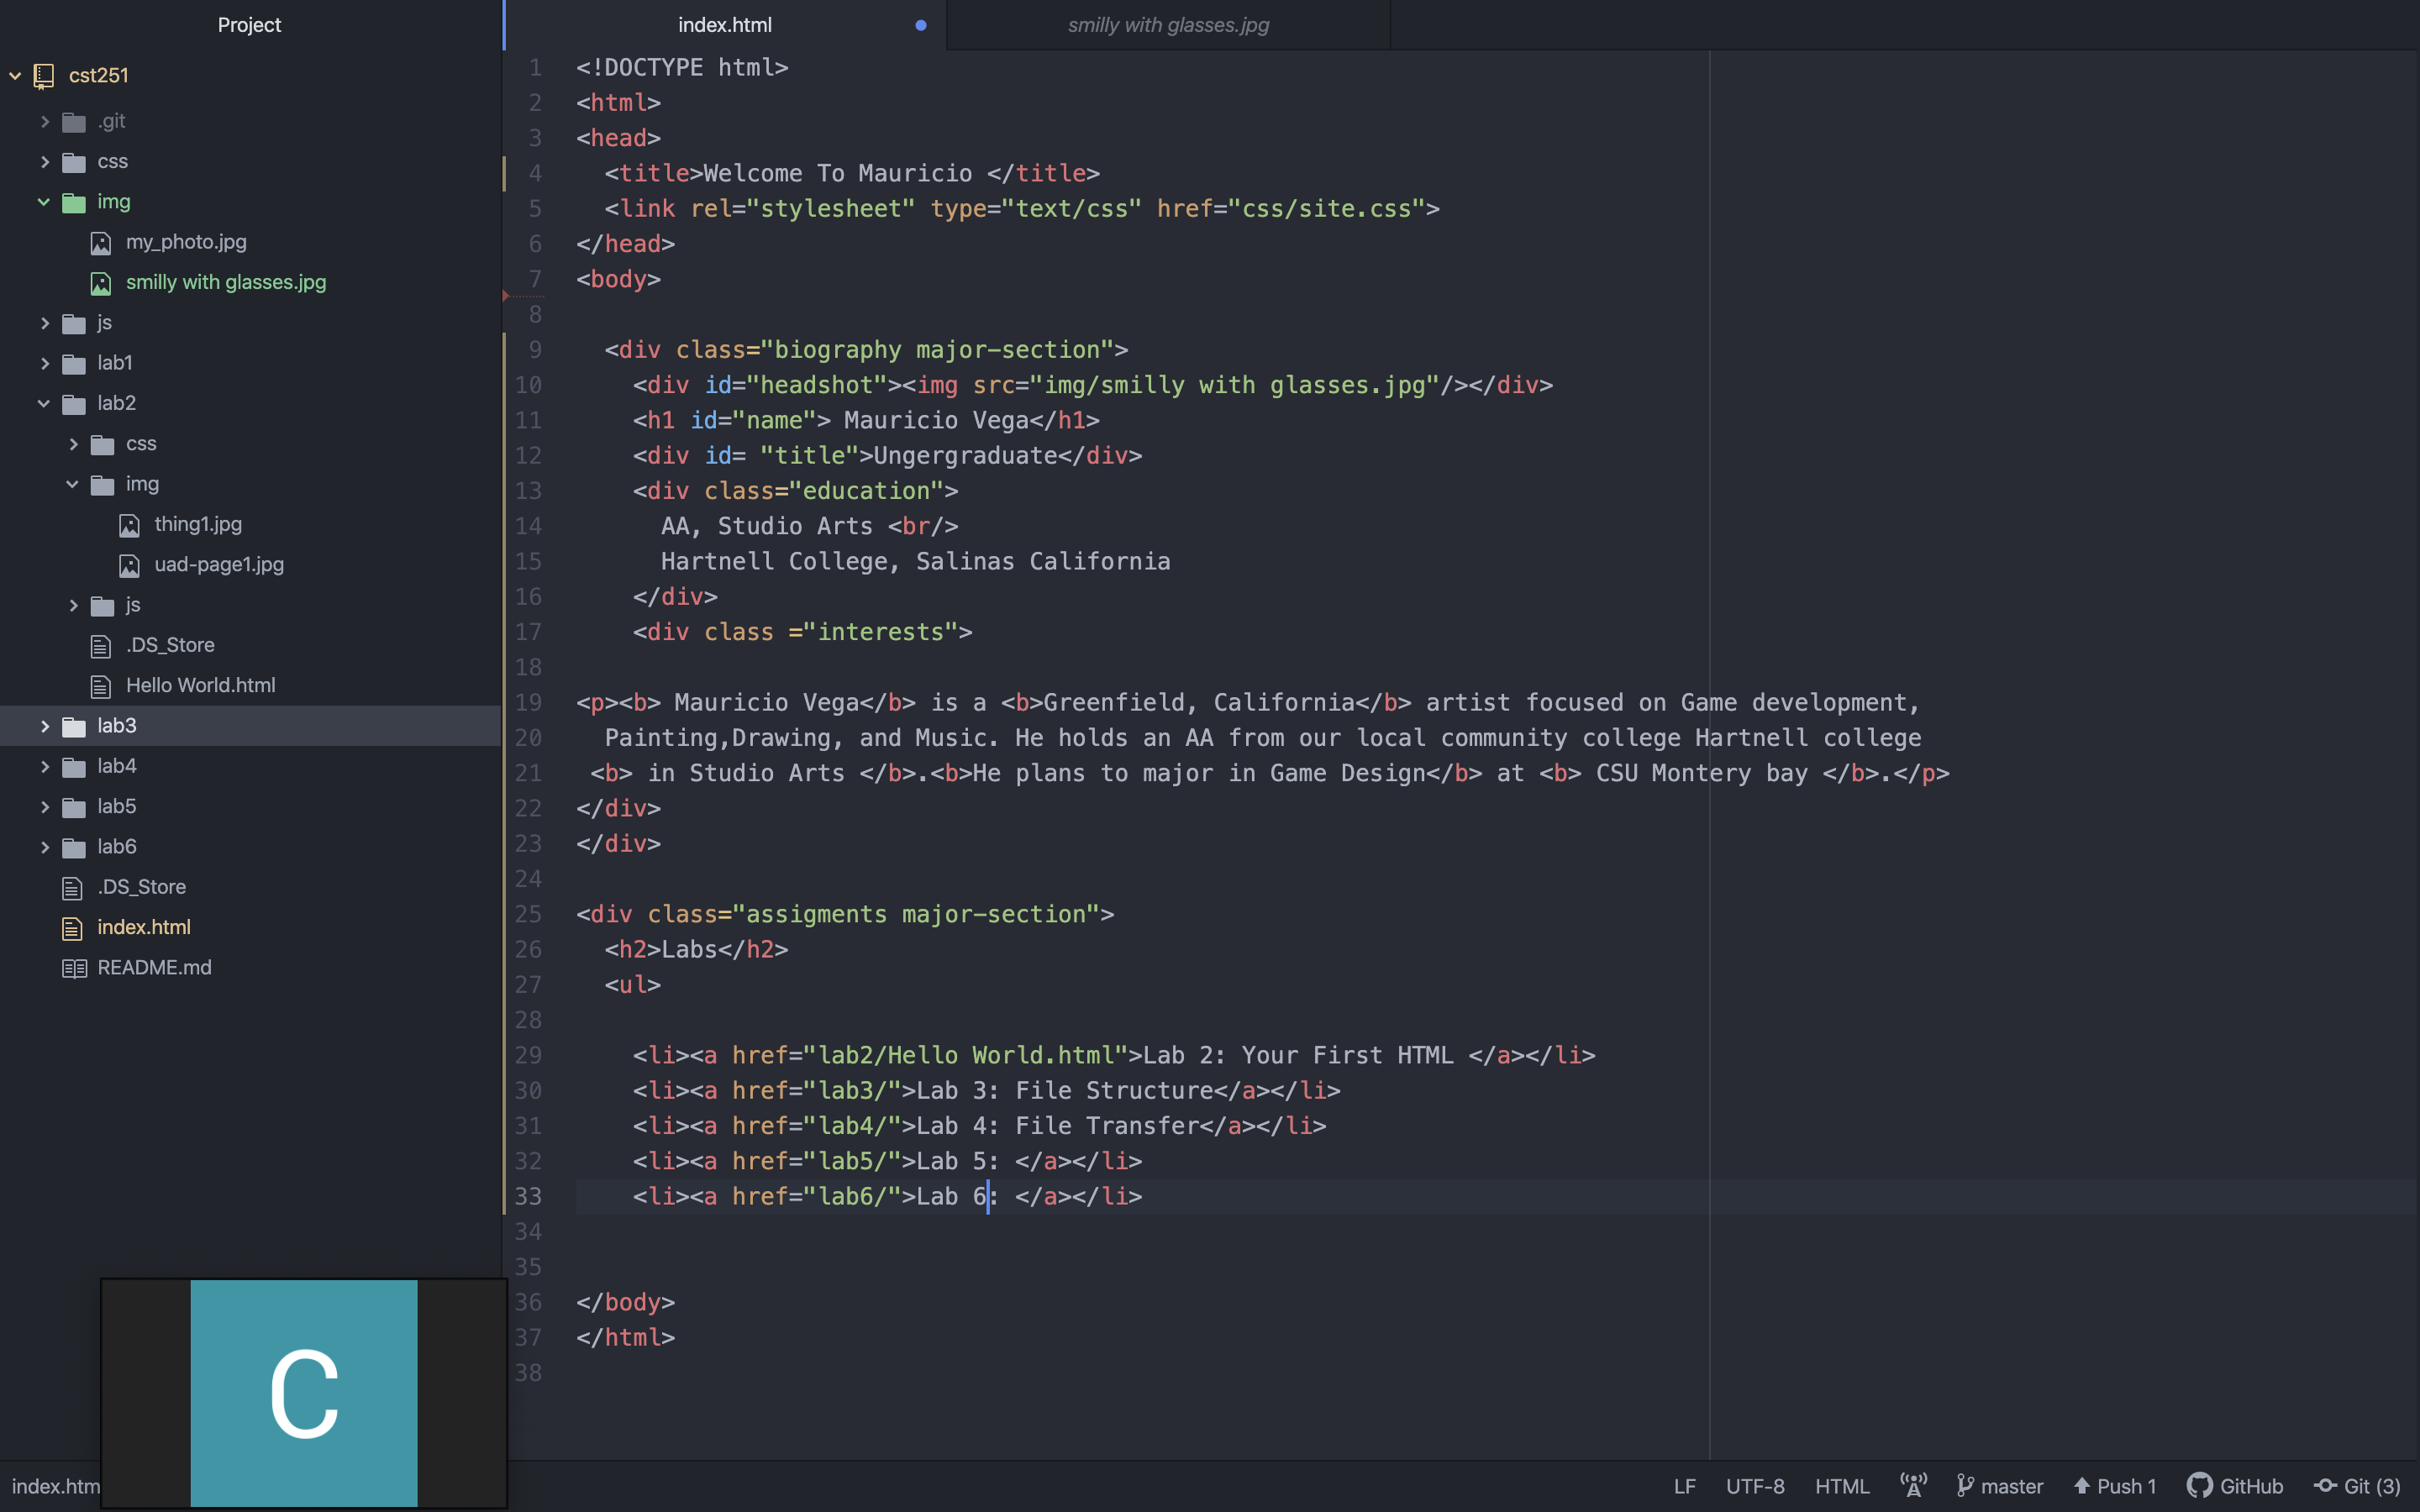 Project
index.html
smilly with glasses.jpg
cst251
.git
css
img
my_photo.jpg
smilly with glasses.jpg
js
lab1
lab2
css
img
thing1.jpg
uad-page1.jpg
js
.DS_Store
Hello World.html
lab3
lab4
lab5
lab6
.DS_Store
index.html
README.md
1 <!DOCTYPE html>
2 <html>
3 <head>
4   <title>Welcome To Mauricio </title>
5   <link rel="stylesheet" type="text/css" href="css/site.css">
6 </head>
7 <body>
8
9   <div class="biography major-section">
10     <div id="headshot"><img src="img/smilly with glasses.jpg"/></div>
11     <h1 id="name"> Mauricio Vega</h1>
12     <div id= "title">Ungergraduate</div>
13     <div class="education">
14       AA, Studio Arts <br/>
15       Hartnell College, Salinas California
16     </div>
17     <div class ="interests">
18
19 <p><b> Mauricio Vega</b> is a <b>Greenfield, California</b> artist focused on Game development,
20   Painting,Drawing, and Music. He holds an AA from our local community college Hartnell college
21  <b> in Studio Arts </b>.<b>He plans to major in Game Design</b> at <b> CSU Montery bay </b>.</p>
22 </div>
23 </div>
24
25 <div class="assigments major-section">
26   <h2>Labs</h2>
27   <ul>
28
29     <li><a href="lab2/Hello World.html">Lab 2: Your First HTML </a></li>
30     <li><a href="lab3/">Lab 3: File Structure</a></li>
31     <li><a href="lab4/">Lab 4: File Transfer</a></li>
32     <li><a href="lab5/">Lab 5: </a></li>
33     <li><a href="lab6/">Lab 6: </a></li>
34
35
36 </body>
37 </html>
38
C
index.htm
LF UTF-8 HTML master Push 1 GitHub Git (3)